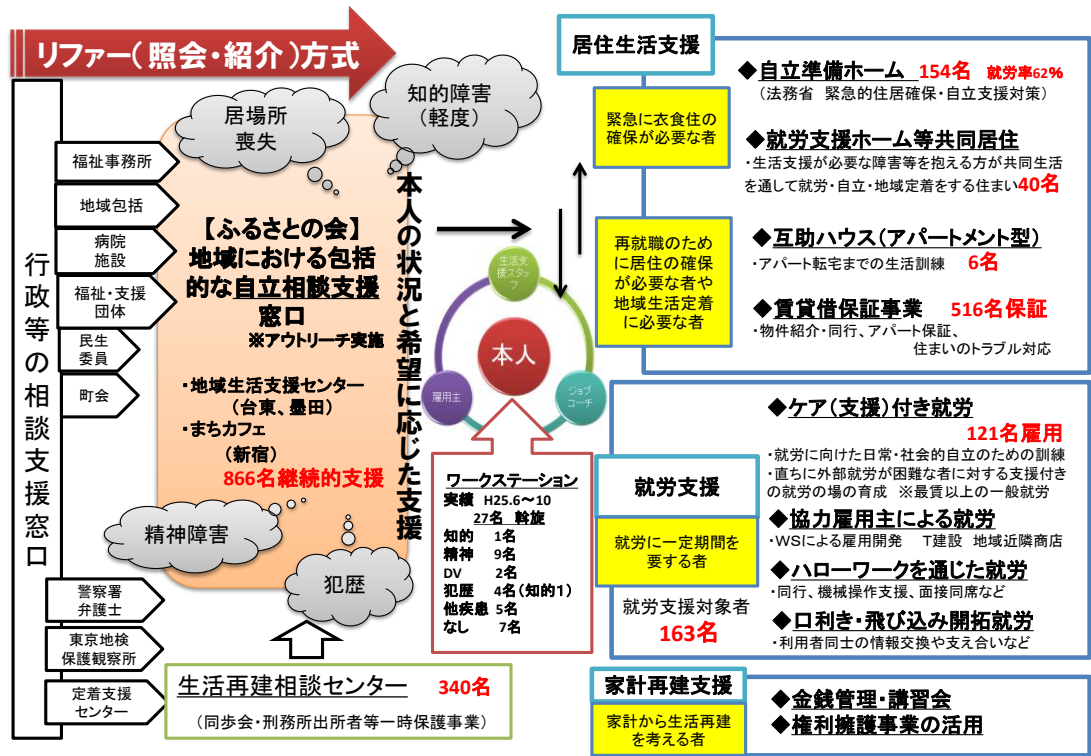 リファー(照会・紹介)方式
行政等の相談支援窓口
福祉事務所
地域包括
病院
施設
福祉・支援
団体
民生
委員
町会
警察署
弁護士
東京地検
保護観察所
定着支援
センター
居場所
喪失
知的障害
(軽度)
【ふるさとの会】
地域における包括
的な自立相談支援
窓口
※アウトリーチ実施
・地域生活支援センター
(台東、墨田)
・まちカフェ
(新宿)
866名継続的支援
精神障害
犯歴
生活再建相談センター 340名
(同歩会・刑務所出所者等一時保護事業)
本人の状況と希望に応じた支援
生活支
援スタッ
フ
本人
雇用主
ジョブ
コーチ
ワークステーション
実績 H25.6~10
27名 斡旋
知的 1名
精神 9名
DV 2名
犯歴 4名(知的1)
他疾患 5名
なし 7名
居住生活支援
緊急に衣食住の
確保が必要な者
再就職のため
に居住の確保
が必要な者や
地域生活定着
に必要な者
◆自立準備ホーム 154名 就労率62%
(法務省 緊急的住居確保・自立支援対策)
◆就労支援ホーム等共同居住
・生活支援が必要な障害等を抱える方が共同生活
を通して就労・自立・地域定着をする住まい40名
◆互助ハウス(アパートメント型)
・アパート転宅までの生活訓練 6名
◆賃貸借保証事業 516名保証
・物件紹介・同行、アパート保証、
住まいのトラブル対応
就労支援
就労に一定期間を
要する者
就労支援対象者
163名
◆ケア(支援)付き就労
121名雇用
・就労に向けた日常・社会的自立のための訓練
・直ちに外部就労が困難な者に対する支援付き
の就労の場の育成 ※最賃以上の一般就労
◆協力雇用主による就労
・WSによる雇用開発 T建設 地域近隣商店
◆ハローワークを通じた就労
・同行、機械操作支援、面接同席など
◆口利き・飛び込み開拓就労
・利用者同士の情報交換や支え合いなど
家計再建支援
家計から生活再建
を考える者
◆金銭管理・講習会
◆権利擁護事業の活用